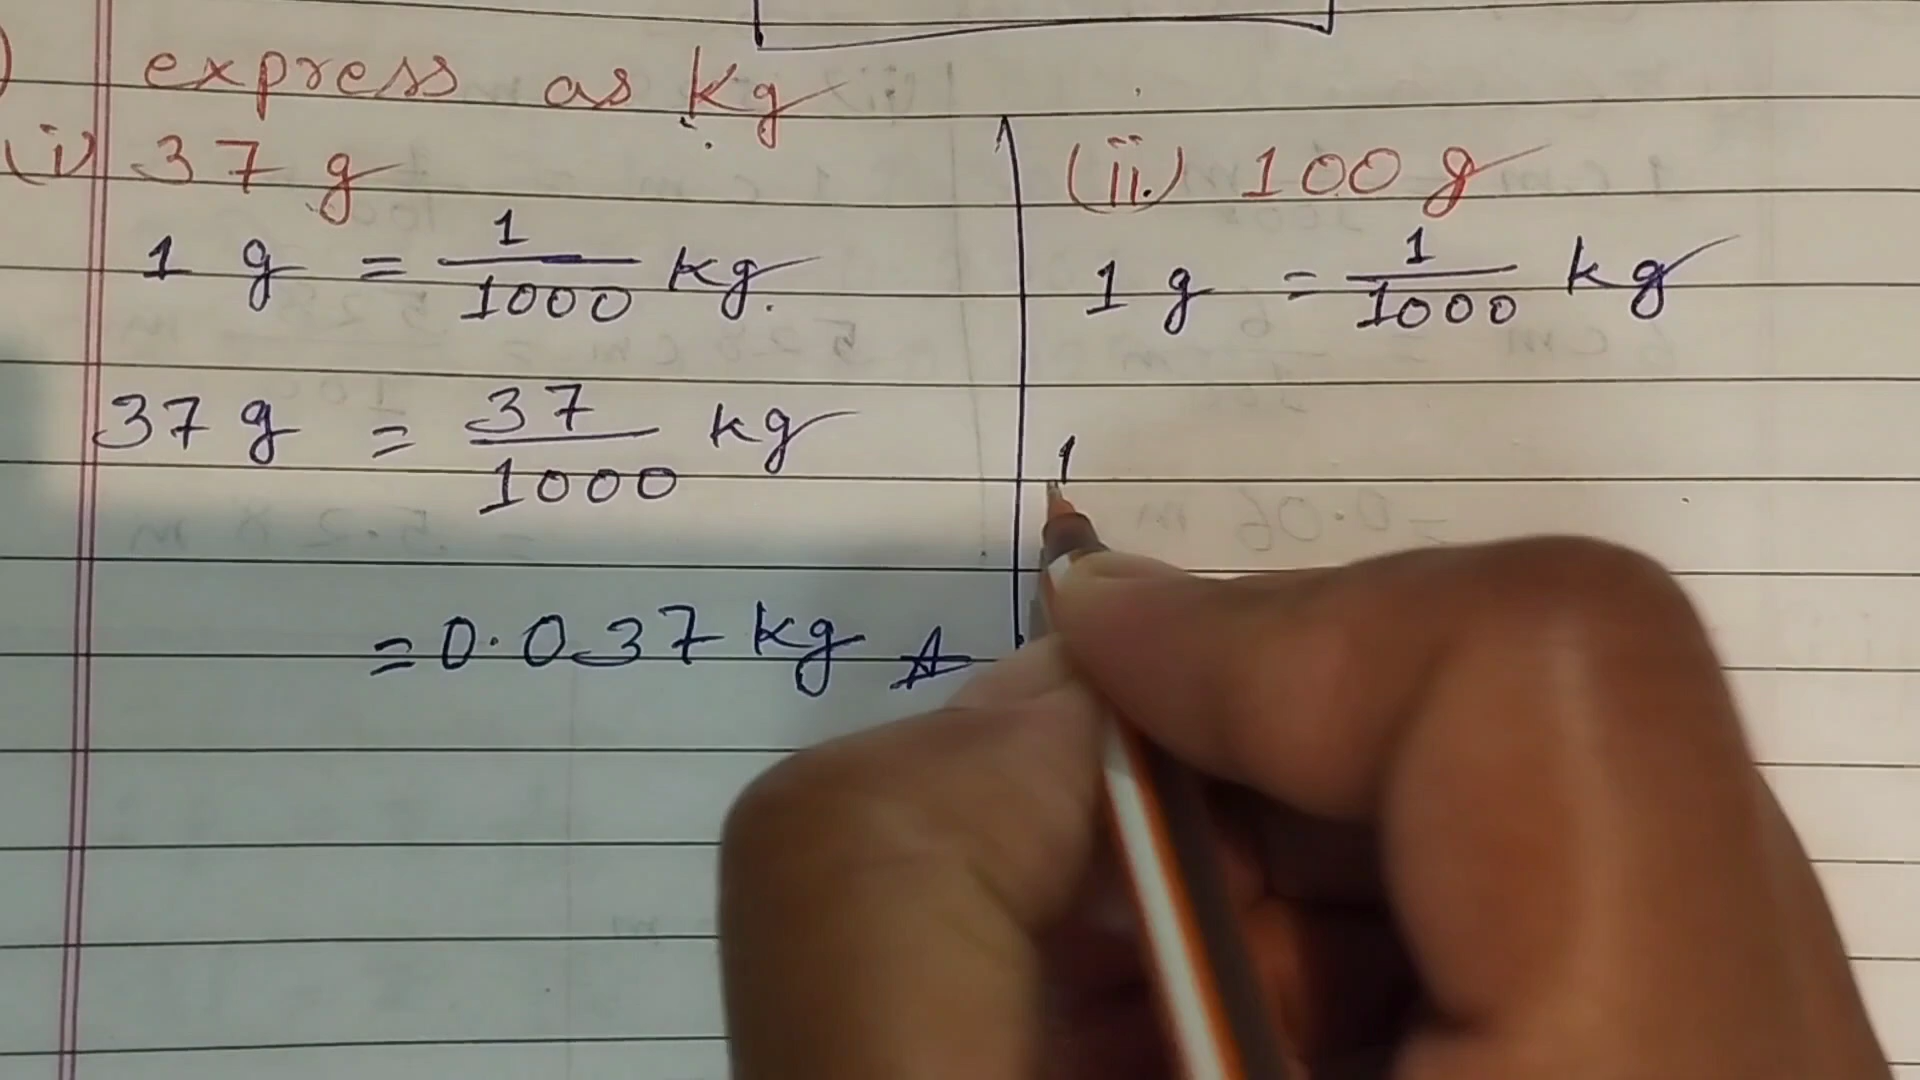 express as kg
(i) 37 g
1 g = 1/1000 kg.
37 g = 37/1000 kg
= 0.037 kg
(ii.) 100 g
1 g = 1/1000 kg
1